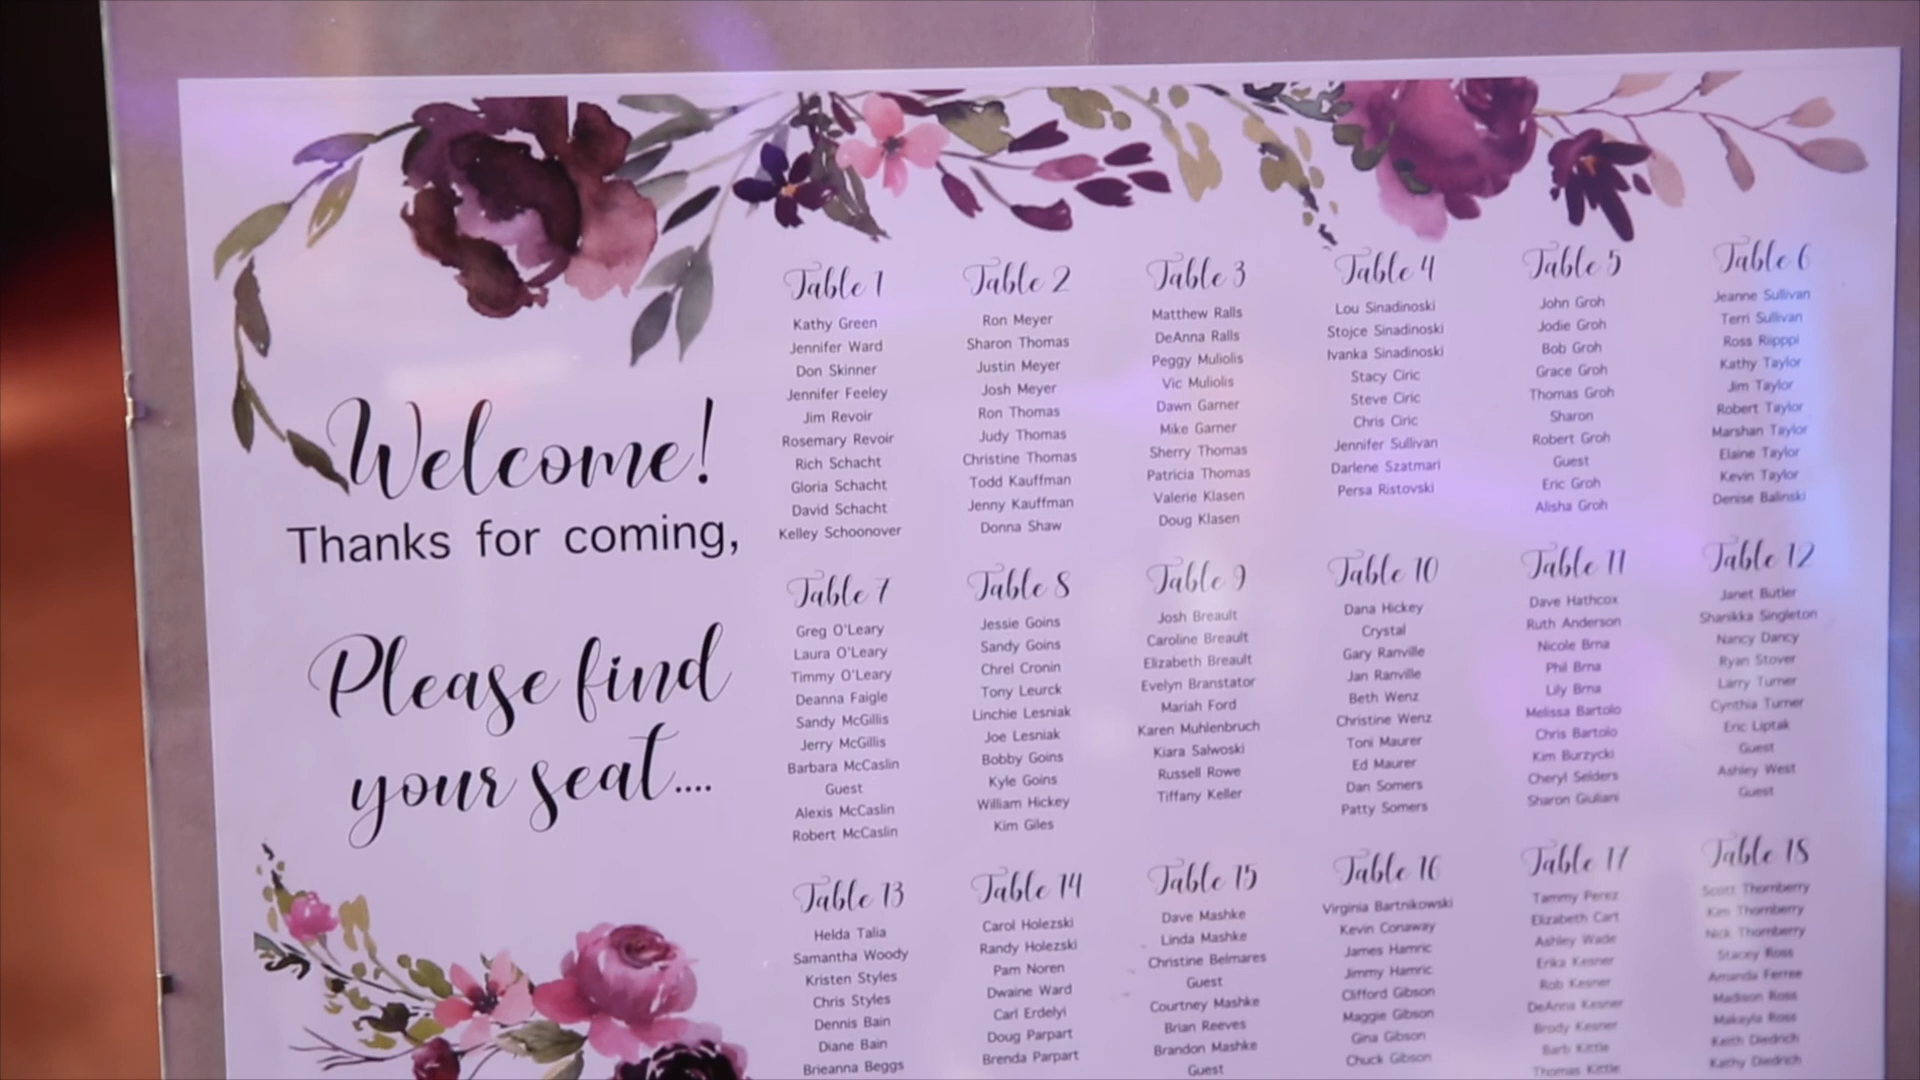 Welcome!
Thanks for coming,
Please find
your seat....
Table 1
Kathy Green
Jennifer Ward
Don Skinner
Jennifer Feeley
Jim Revoir
Rosemary Revoir
Rich Schacht
Gloria Schacht
David Schacht
Kelley Schoonover
Table 2
Ron Meyer
Sharon Thomas
Justin Meyer
Josh Meyer
Ron Thomas
Judy Thomas
Christine Thomas
Todd Kauffman
Jenny Kauffman
Donna Shaw
Table 3
Matthew Ralls
DeAnna Ralls
Peggy Muliolis
Vic Muliolis
Dawn Garner
Mike Garner
Sherry Thomas
Patricia Thomas
Valerie Klasen
Doug Klasen
Table 4
Lou Sinadinoski
Stojce Sinadinoski
Ivanka Sinadinoski
Stacy Ciric
Steve Ciric
Chris Ciric
Jennifer Sullivan
Darlene Szatmari
Persa Ristovski
Table 5
John Groh
Jodie Groh
Bob Groh
Grace Groh
Thomas Groh
Sharon
Robert Groh
Guest
Eric Groh
Alisha Groh
Table 6
Jeanne Sullivan
Terri Sullivan
Ross Riipppi
Kathy Taylor
Jim Taylor
Robert Taylor
Marshan Taylor
Elaine Taylor
Kevin Taylor
Denise Balinski
Table 7
Greg O'Leary
Laura O'Leary
Timmy O'Leary
Deanna Faigle
Sandy McGillis
Jerry McGillis
Barbara McCaslin
Guest
Alexis McCaslin
Robert McCaslin
Table 8
Jessie Goins
Sandy Goins
Chrel Cronin
Tony Leurck
Linchie Lesniak
Joe Lesniak
Bobby Goins
Kyle Goins
William Hickey
Kim Giles
Table 9
Josh Breault
Caroline Breault
Elizabeth Breault
Evelyn Branstator
Mariah Ford
Karen Muhlenbruch
Kiara Salwoski
Russell Rowe
Tiffany Keller
Table 10
Dana Hickey
Crystal
Gary Ranville
Jan Ranville
Beth Wenz
Christine Wenz
Toni Maurer
Ed Maurer
Dan Somers
Patty Somers
Table 11
Dave Hathcox
Ruth Anderson
Nicole Brna
Phil Brna
Lily Brna
Melissa Bartolo
Chris Bartolo
Kim Burzycki
Cheryl Selders
Sharon Giuliani
Table 12
Janet Butler
Shanikka Singleton
Nancy Dancy
Ryan Stover
Larry Turner
Cynthia Turner
Eric Liptak
Guest
Ashley West
Guest
Table 13
Helda Talia
Samantha Woody
Kristen Styles
Chris Styles
Dennis Bain
Diane Bain
Brieanna Beggs
Table 14
Carol Holezski
Randy Holezski
Pam Noren
Dwaine Ward
Carl Erdelyi
Doug Parpart
Brenda Parpart
Table 15
Dave Mashke
Linda Mashke
Christine Belmares
Guest
Courtney Mashke
Brian Reeves
Brandon Mashke
Guest
Table 16
Virginia Bartnikowski
Kevin Conaway
James Hamric
Jimmy Hamric
Clifford Gibson
Maggie Gibson
Gina Gibson
Chuck Gibson
Table 17
Tammy Perez
Elizabeth Cart
Ashley Wade
Erika Kesner
Rob Kesner
DeAnna Kesner
Brody Kesner
Barb Kittle
Thomas Kittle
Table 18
Scott Thornberry
Kim Thornberry
Nick Thornberry
Stacey Ross
Amanda Ferree
Madison Ross
Makayla Ross
Keith Diedrich
Kathy Diedrich